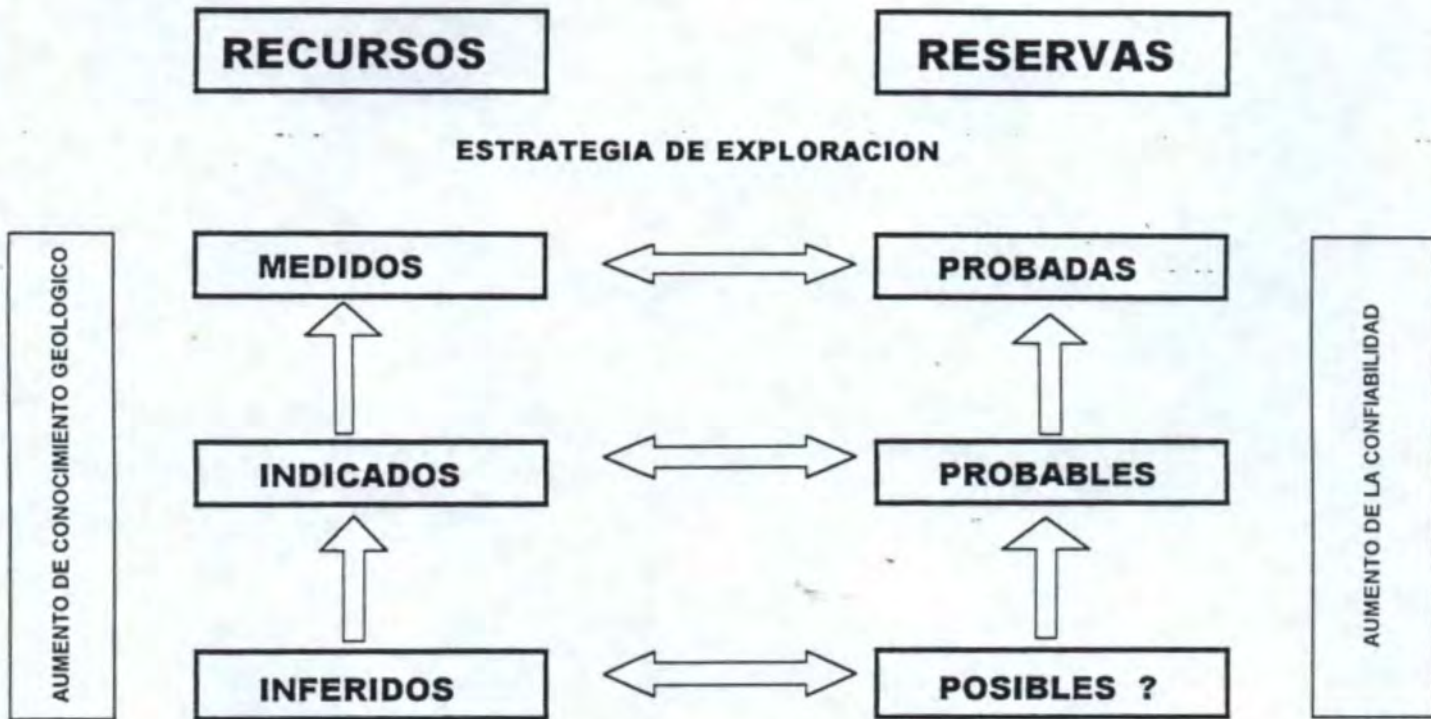 RECURSOS
RESERVAS
ESTRATEGIA DE EXPLORACION
AUMENTO DE CONOCIMIENTO GEOLOGICO
MEDIDOS
PROBADAS
INDICADOS
PROBABLES
INFERIDOS
POSIBLES ?
AUMENTO DE LA CONFIABILIDAD